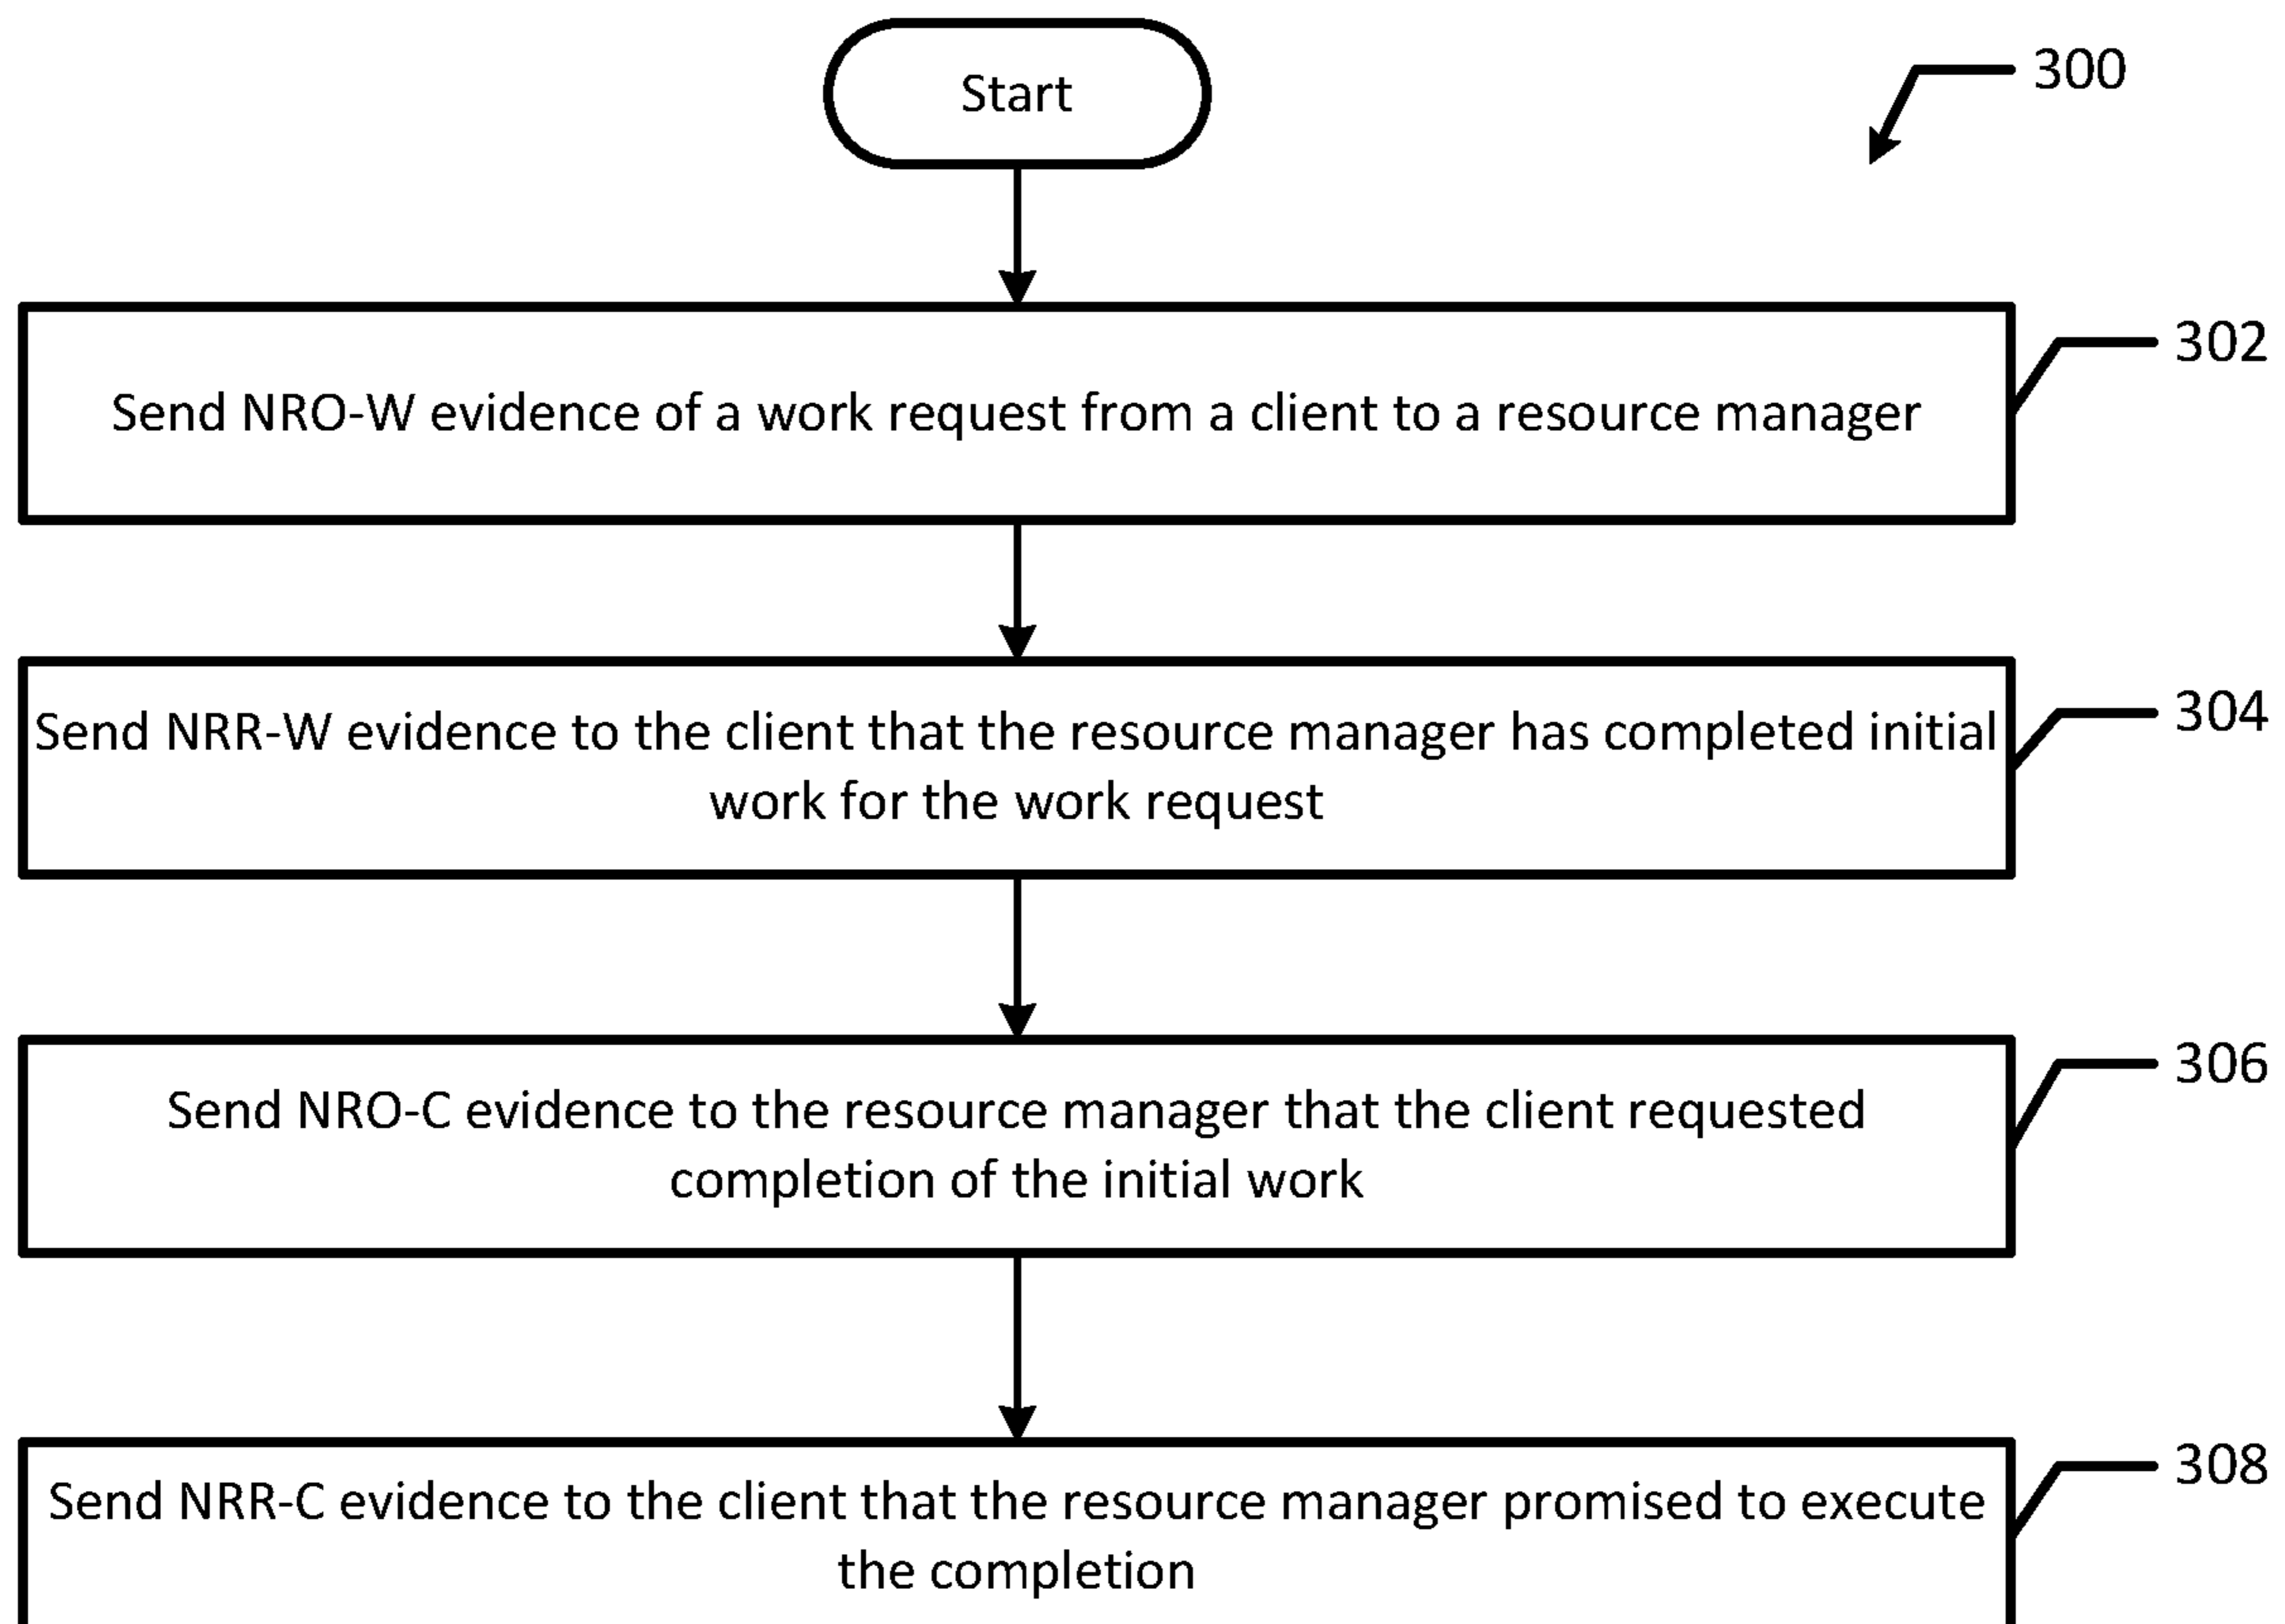 Start
300
302
Send NRO-W evidence of a work request from a client to a resource manager
304
Send NRR-W evidence to the client that the resource manager has completed initial
work for the work request
306
Send NRO-C evidence to the resource manager that the client requested
completion of the initial work
308
Send NRR-C evidence to the client that the resource manager promised to execute
the completion